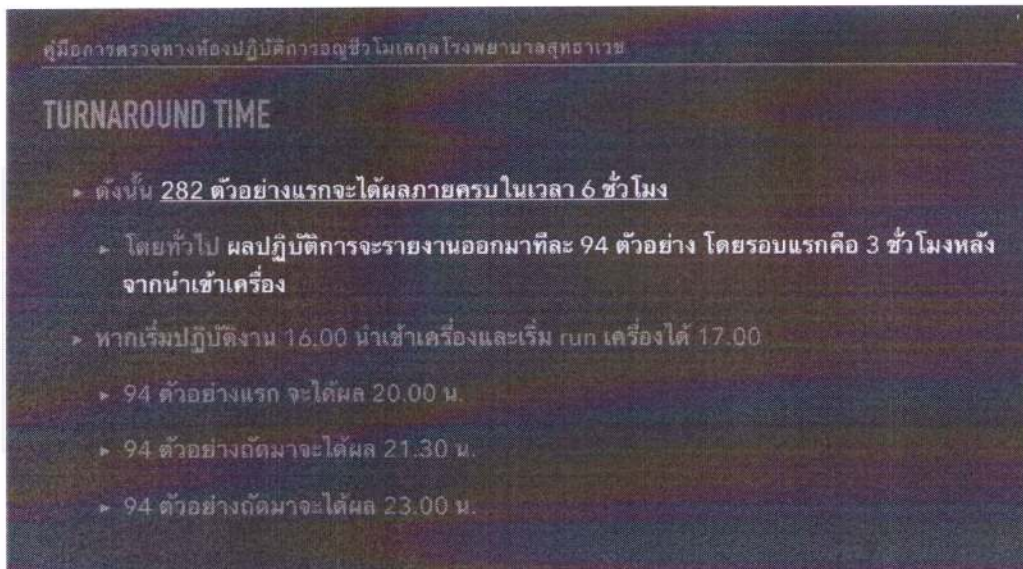 คู่มือการตรวจทางห้องปฏิบัติการอณูชีวโมเลกุลโรงพยาบาลสุทธาเวช
TURNAROUND TIME
▸ ดังนั้น 282 ตัวอย่างแรกจะได้ผลภายครบในเวลา 6 ชั่วโมง
▸ โดยทั่วไป ผลปฏิบัติการจะรายงานออกมาทีละ 94 ตัวอย่าง โดยรอบแรกคือ 3 ชั่วโมงหลัง
จากนำเข้าเครื่อง
▸ หากเริ่มปฏิบัติงาน 16.00 นำเข้าเครื่องและเริ่ม run เครื่องได้ 17.00
▸ 94 ตัวอย่างแรก จะได้ผล 20.00 น.
▸ 94 ตัวอย่างถัดมาจะได้ผล 21.30 น.
▸ 94 ตัวอย่างถัดมาจะได้ผล 23.00 น.